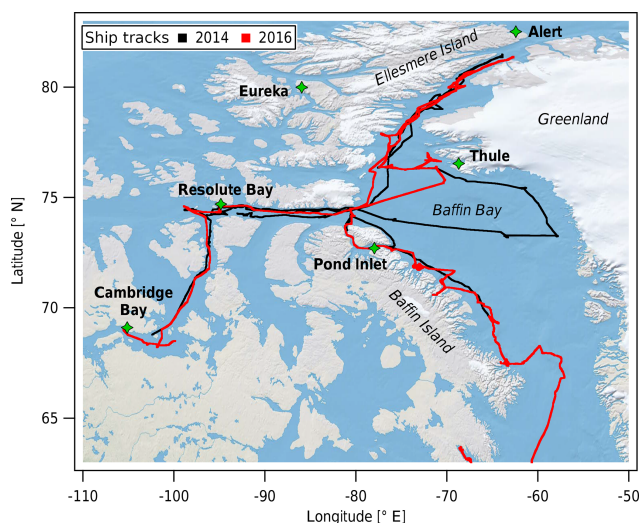 Ship tracks 2014 2016
Alert
Ellesmere Island
Eureka
Greenland
Thule
Resolute Bay
Baffin Bay
Pond Inlet
Cambridge
Bay
Baffin Island
80
75
70
65
Latitude [° N]
-110 -100 -90 -80 -70 -60 -50
Longitude [° E]